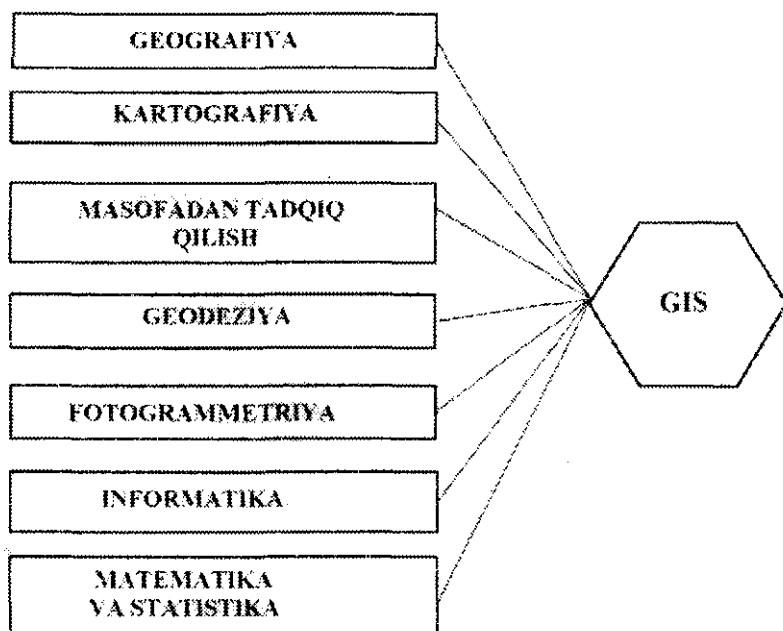 GEOGRAFIYA
KARTOGRAFIYA
MASOFADAN TADQIQ
QILISH
GEODEZIYA
FOTOGRAMMETRIYA
INFORMATIKA
MATEMATIKA
VA STATISTIKA
GIS